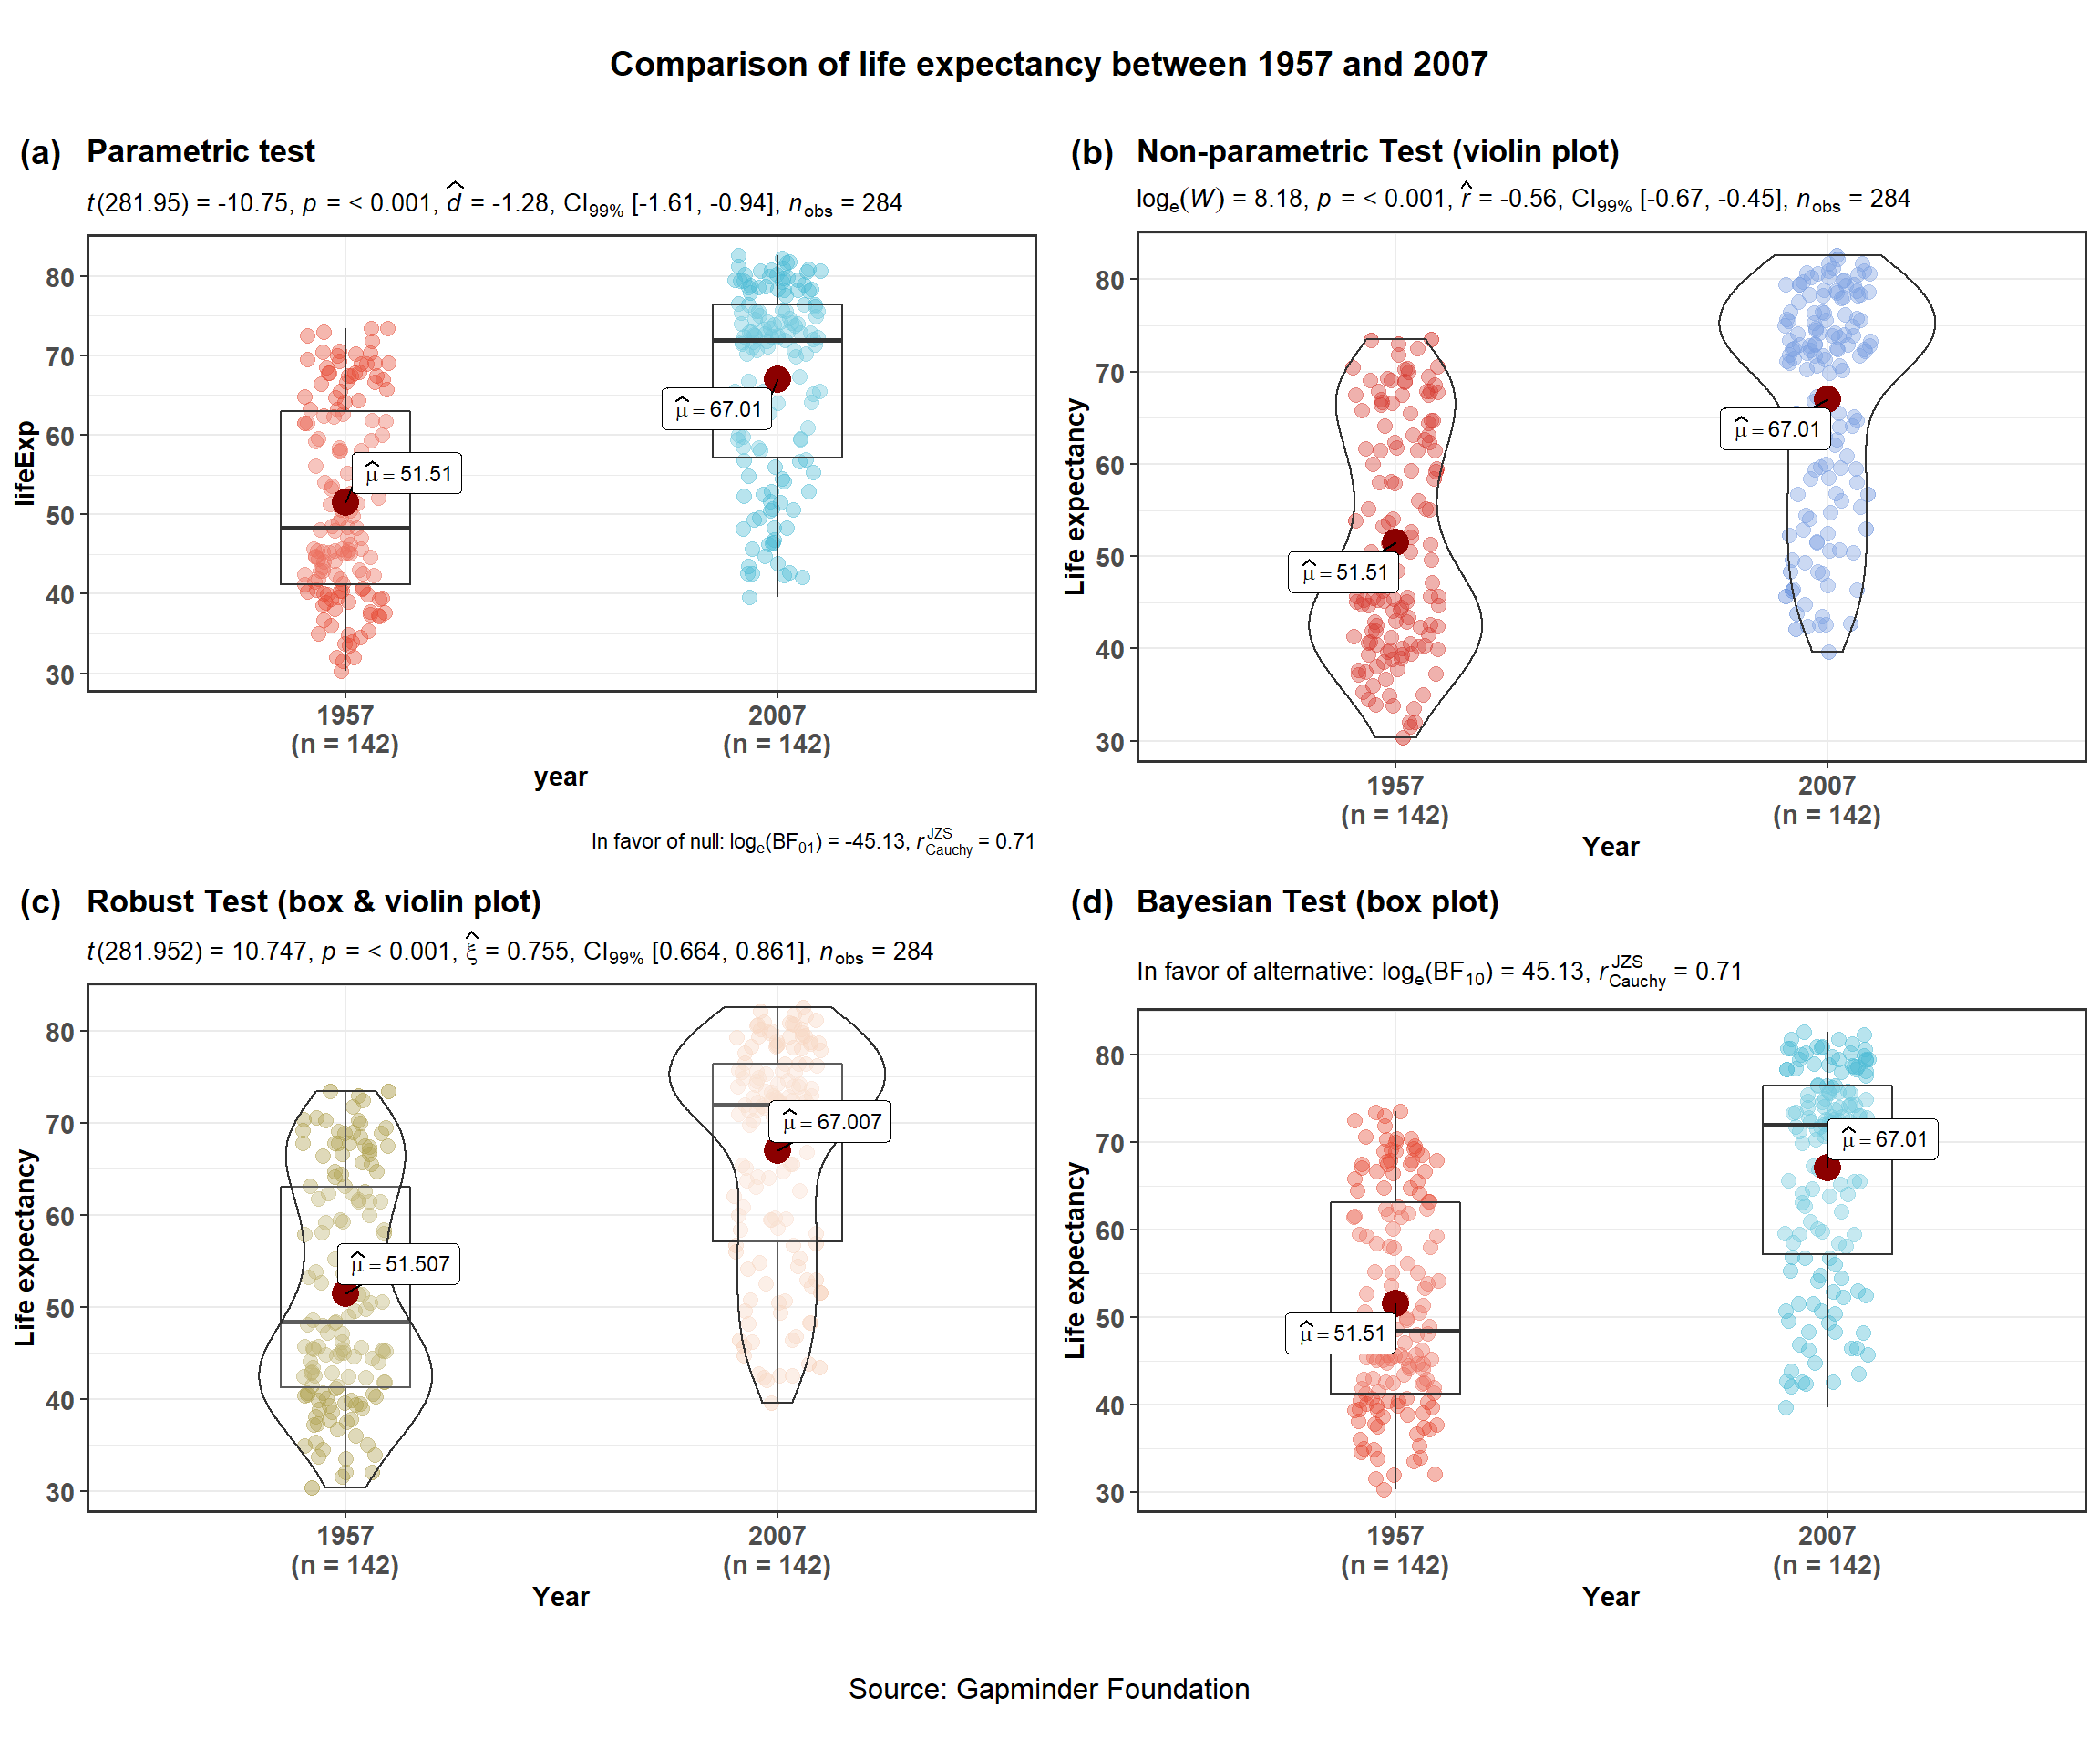 Comparison of life expectancy between 1957 and 2007
(a) Parametric test
t(281.95) = -10.75, p = < 0.001, d̂ = -1.28, CI99% [-1.61, -0.94], nobs = 284
lifeExp
80
70
60
50
40
30
μ̂ = 51.51
μ̂ = 67.01
1957
(n = 142)
2007
(n = 142)
year
In favor of null: loge(BF01) = -45.13, r JZS Cauchy = 0.71
(b) Non-parametric Test (violin plot)
loge(W) = 8.18, p = < 0.001, r̂ = -0.56, CI99% [-0.67, -0.45], nobs = 284
Life expectancy
80
70
60
50
40
30
μ̂ = 51.51
μ̂ = 67.01
1957
(n = 142)
2007
(n = 142)
Year
(c) Robust Test (box & violin plot)
t(281.952) = 10.747, p = < 0.001, ξ̂ = 0.755, CI99% [0.664, 0.861], nobs = 284
Life expectancy
80
70
60
50
40
30
μ̂ = 51.507
μ̂ = 67.007
1957
(n = 142)
2007
(n = 142)
Year
(d) Bayesian Test (box plot)
In favor of alternative: loge(BF10) = 45.13, r JZS Cauchy = 0.71
Life expectancy
80
70
60
50
40
30
μ̂ = 51.51
μ̂ = 67.01
1957
(n = 142)
2007
(n = 142)
Year
Source: Gapminder Foundation